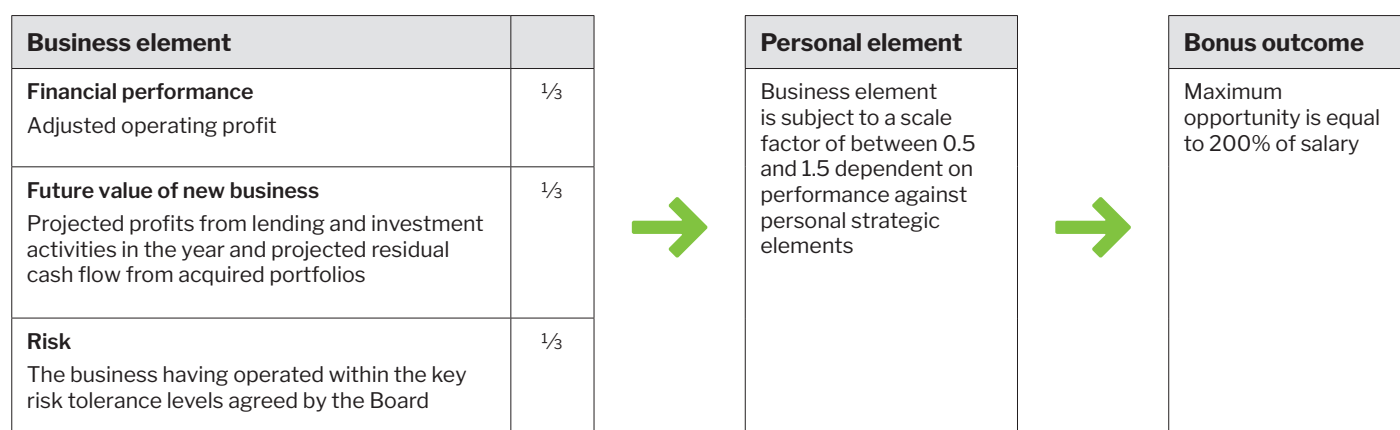 Business element
Financial performance
⅓
Adjusted operating profit
Future value of new business
⅓
Projected profits from lending and investment
activities in the year and projected residual
cash flow from acquired portfolios
Risk
⅓
The business having operated within the key
risk tolerance levels agreed by the Board
Personal element
Business element
is subject to a scale
factor of between 0.5
and 1.5 dependent on
performance against
personal strategic
elements
Bonus outcome
Maximum
opportunity is equal
to 200% of salary